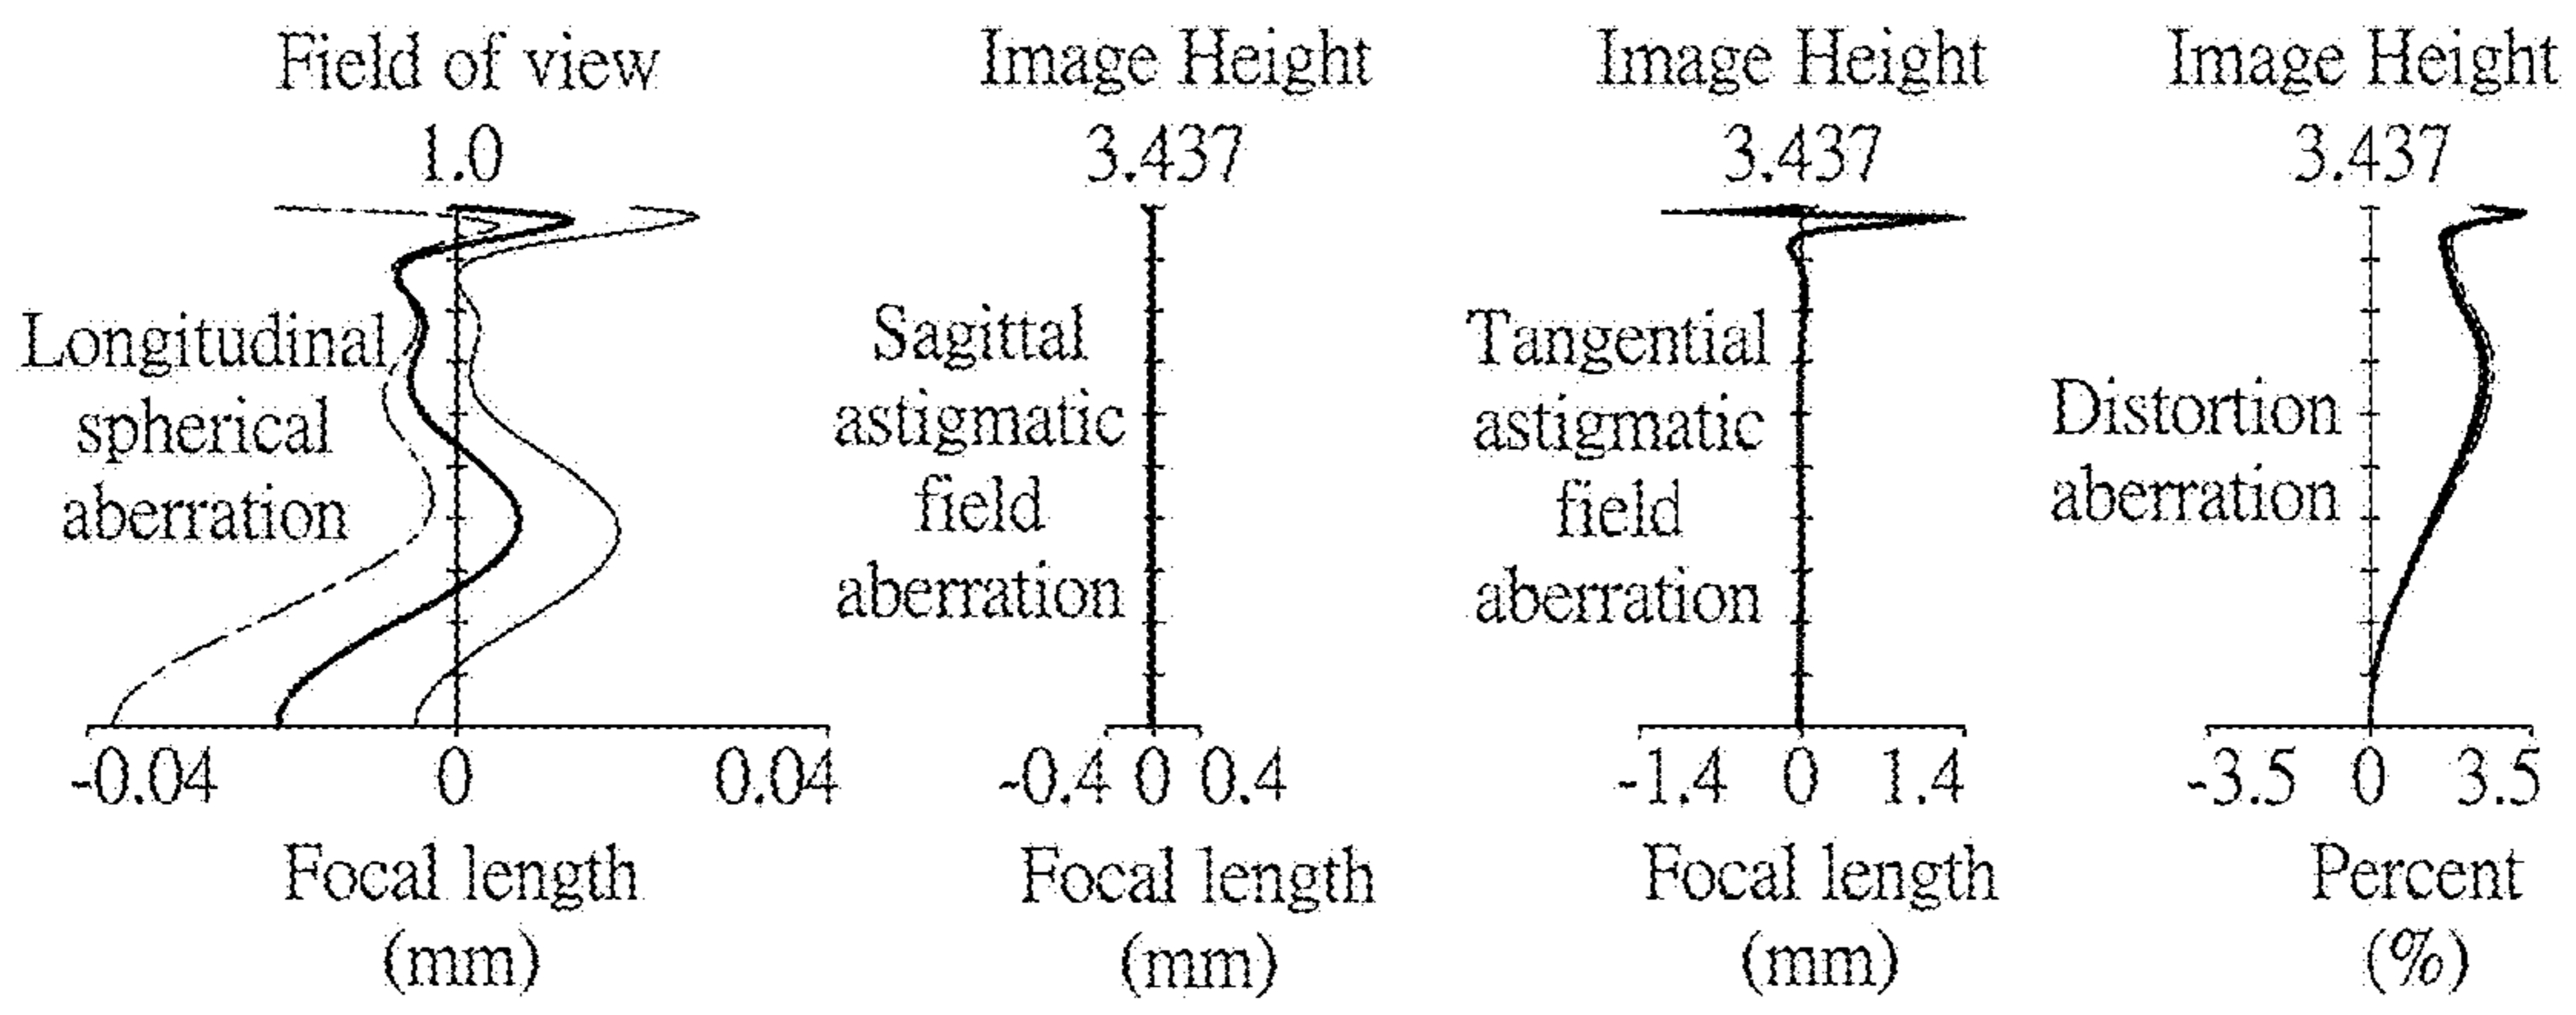 Field of view
1.0
Longitudinal
spherical
aberration
-0.04 0 0.04
Focal length
(mm)
Image Height
3.437
Sagittal
astigmatic
field
aberration
-0.4 0 0.4
Focal length
(mm)
Image Height
3.437
Tangential
astigmatic
field
aberration
-1.4 0 1.4
Focal length
(mm)
Image Height
3.437
Distortion
aberration
-3.5 0 3.5
Percent
(%)